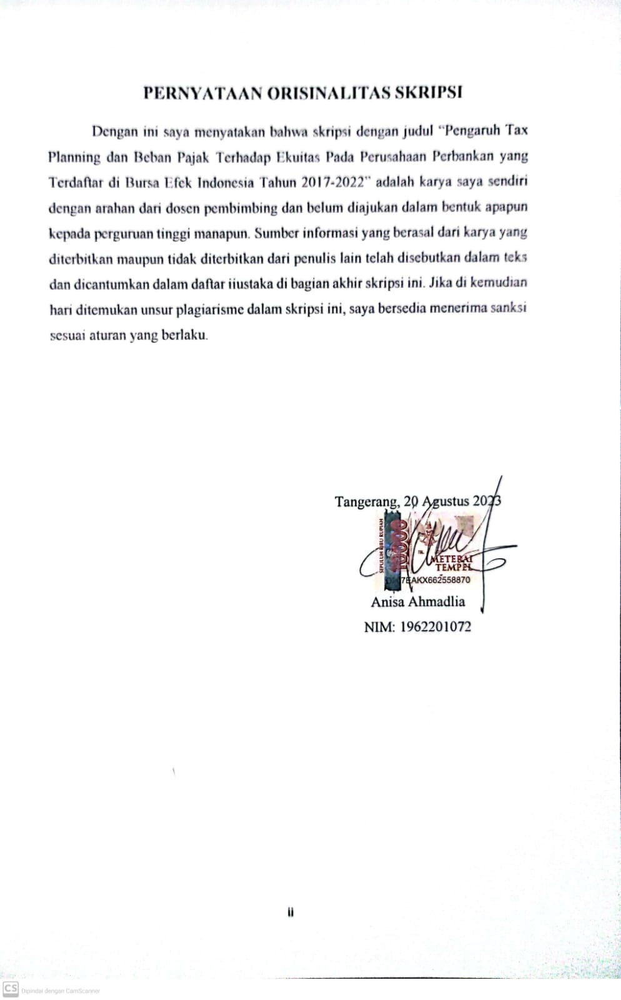 PERNYATAAN ORISINALITAS SKRIPSI
Dengan ini saya menyatakan bahwa skripsi dengan judul “Pengaruh Tax
Planning dan Beban Pajak Terhadap Ekuitas Pada Perusahaan Perbankan yang
Terdaftar di Bursa Efek Indonesia Tahun 2017-2022” adalah karya saya sendiri
dengan arahan dari dosen pembimbing dan belum diajukan dalam bentuk apapun
kepada perguruan tinggi manapun. Sumber informasi yang berasal dari karya yang
diterbitkan maupun tidak diterbitkan dari penulis lain telah disebutkan dalam teks
dan dicantumkan dalam daftar iiustaka di bagian akhir skripsi ini. Jika di kemudian
hari ditemukan unsur plagiarisme dalam skripsi ini, saya bersedia menerima sanksi
sesuai aturan yang berlaku.
Tangerang, 20 Agustus 2023
SEPULUH RIBU RUPIAH
10000
METERAI
TEMPEL
7EAKX662558870
Anisa Ahmadlia
NIM: 1962201072
ii
CS Dipindai dengan CamScanner